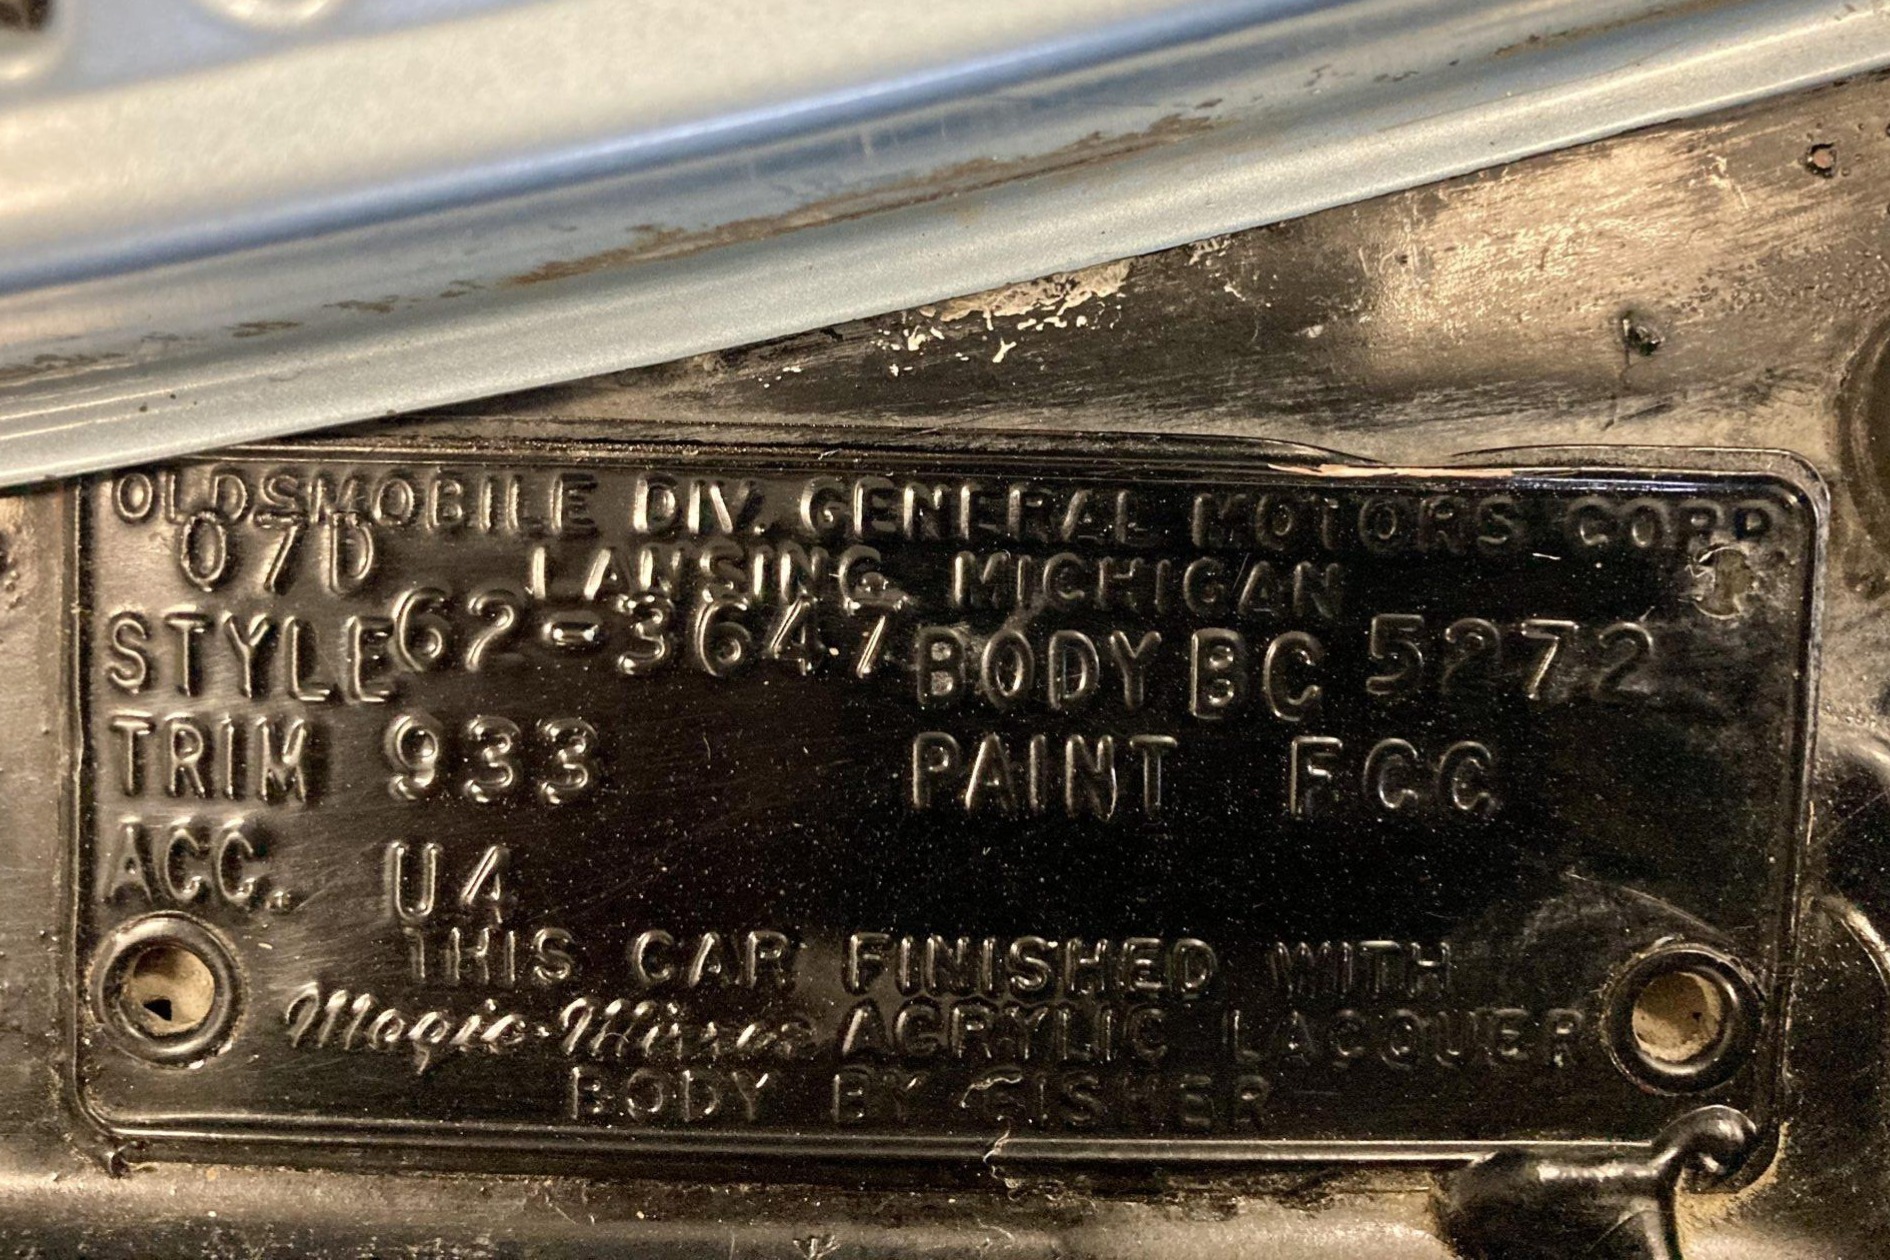 OLDSMOBILE DIV. GENERAL MOTORS CORP
07D LANSING, MICHIGAN
STYLE 62-3647 BODY BC 5272
TRIM 933 PAINT FCC
ACC. U4
THIS CAR FINISHED WITH
Magic-Mirror ACRYLIC LACQUER
BODY BY FISHER